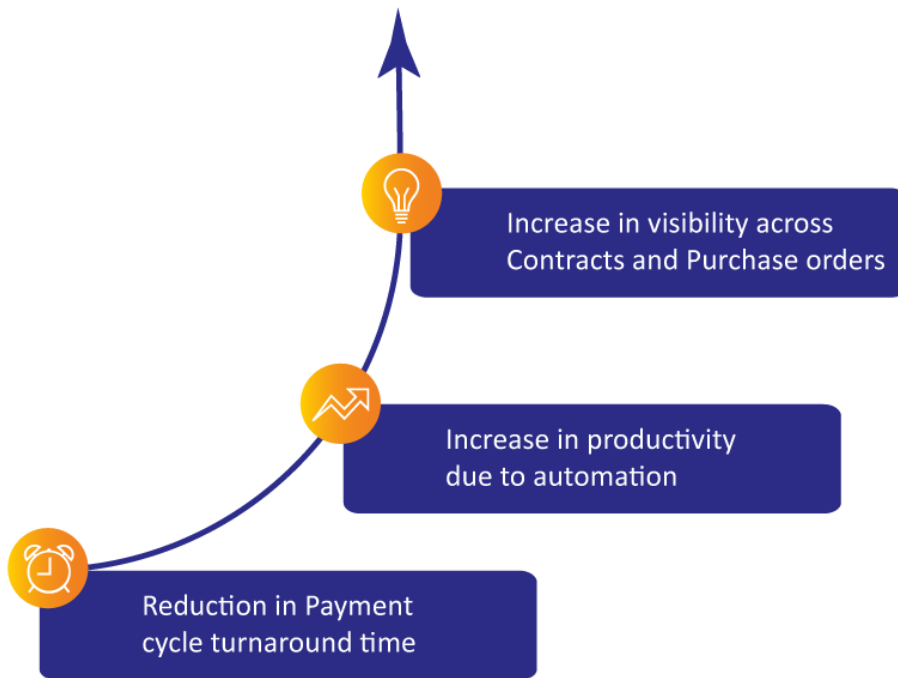 Increase in visibility across
Contracts and Purchase orders
Increase in productivity
due to automation
Reduction in Payment
cycle turnaround time